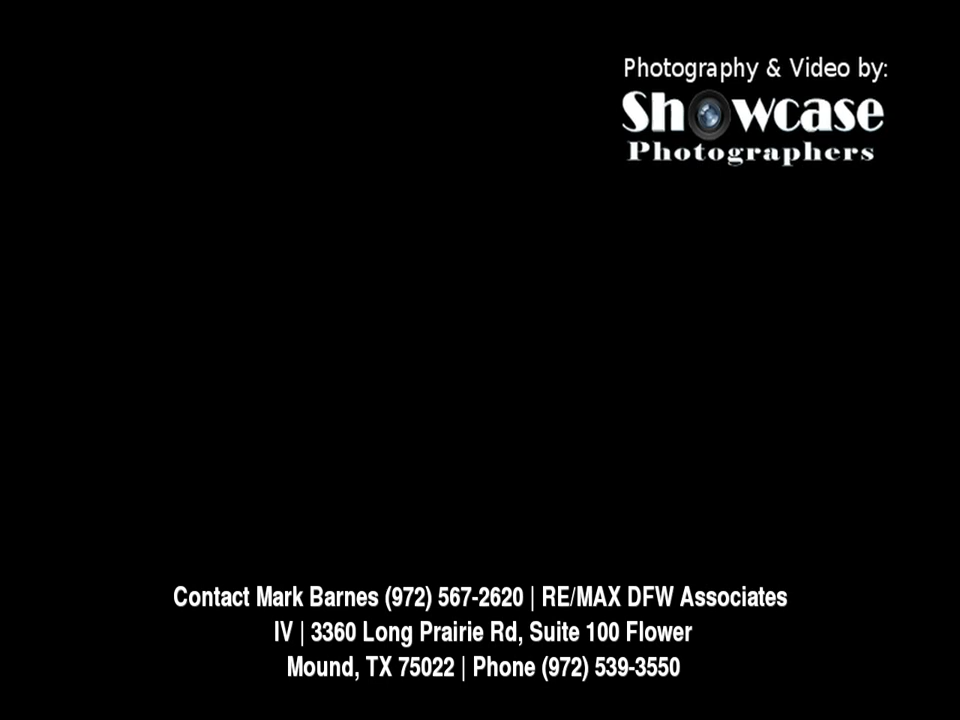 Photography & Video by:
Showcase
Photographers
Contact Mark Barnes (972) 567-2620 | RE/MAX DFW Associates
IV | 3360 Long Prairie Rd, Suite 100 Flower
Mound, TX 75022 | Phone (972) 539-3550